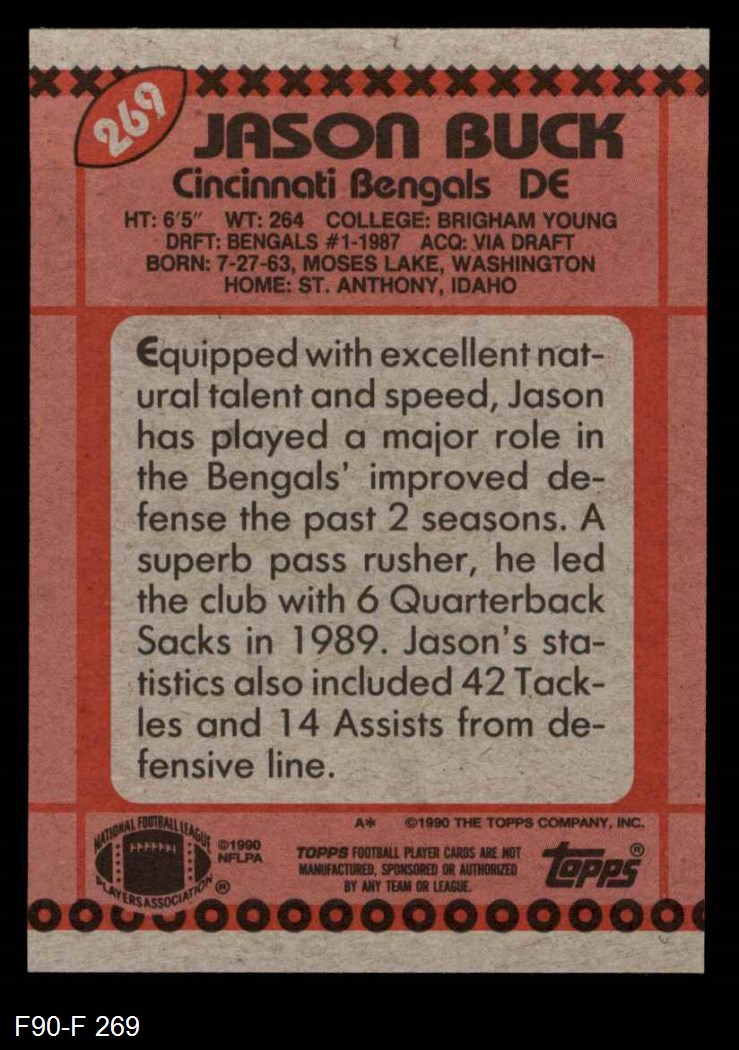 269
JASON BUCK
Cincinnati Bengals DE
HT: 6'5" WT: 264 COLLEGE: BRIGHAM YOUNG
DRFT: BENGALS #1-1987 ACQ: VIA DRAFT
BORN: 7-27-63, MOSES LAKE, WASHINGTON
HOME: ST. ANTHONY, IDAHO
Equipped with excellent nat-
ural talent and speed, Jason
has played a major role in
the Bengals' improved de-
fense the past 2 seasons. A
superb pass rusher, he led
the club with 6 Quarterback
Sacks in 1989. Jason's sta-
tistics also included 42 Tack-
les and 14 Assists from de-
fensive line.
A* ©1990 THE TOPPS COMPANY, INC.
NATIONAL FOOTBALL LEAGUE
PLAYERS ASSOCIATION ®
©1990
NFLPA
TOPPS FOOTBALL PLAYER CARDS ARE NOT
MANUFACTURED, SPONSORED OR AUTHORIZED
BY ANY TEAM OR LEAGUE.
topps®
F90-F 269